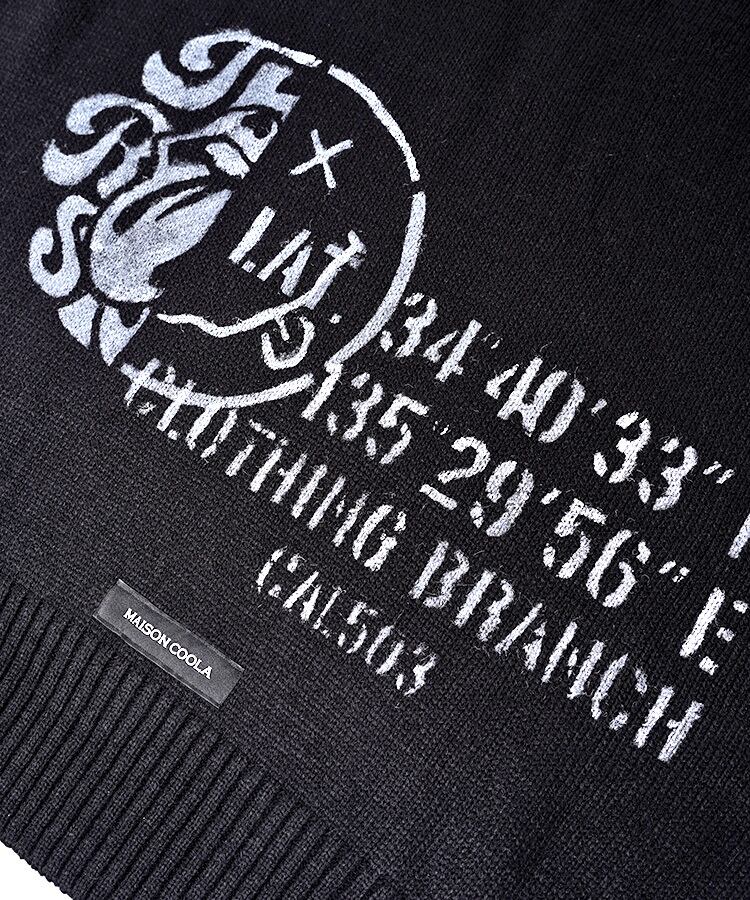 LAT. 34°40'33"
135°29'56" E
CLOTHING BRANCH
CAL503
MAISON COOLA